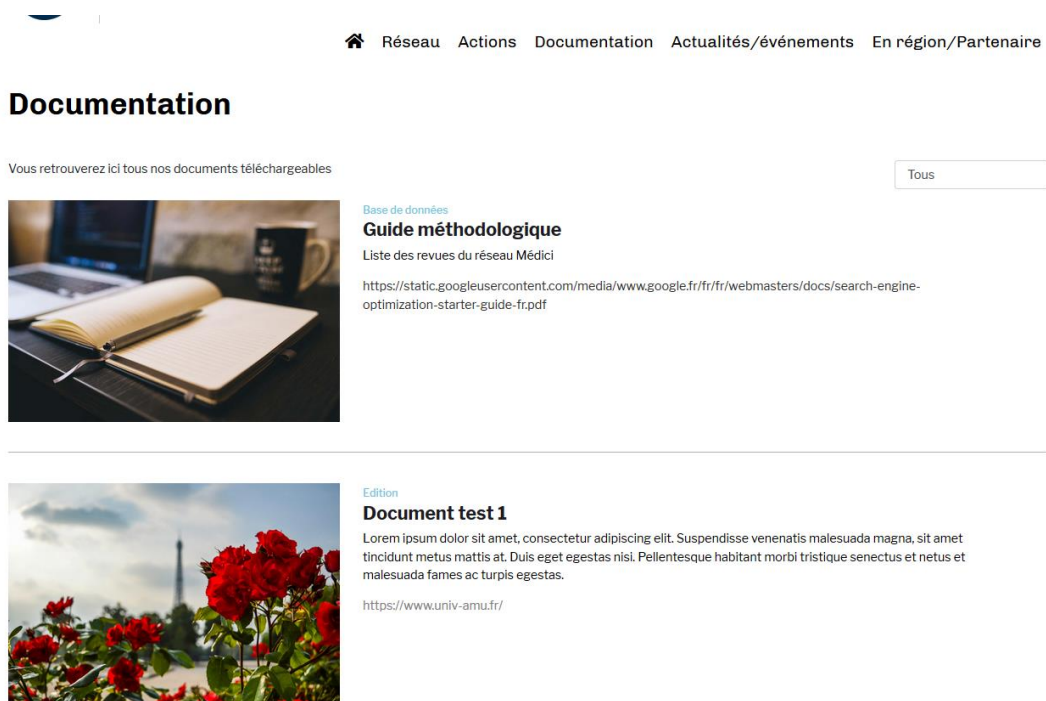 Réseau Actions Documentation Actualités/événements En région/Partenaire
Documentation
Vous retrouverez ici tous nos documents téléchargeables
Tous
Base de données
Guide méthodologique
Liste des revues du réseau Médici
https://static.googleusercontent.com/media/www.google.fr/fr/fr/webmasters/docs/search-engine-
optimization-starter-guide-fr.pdf
Edition
Document test 1
Lorem ipsum dolor sit amet, consectetur adipiscing elit. Suspendisse venenatis malesuada magna, sit amet
tincidunt metus mattis at. Duis eget egestas nisi. Pellentesque habitant morbi tristique senectus et netus et
malesuada fames ac turpis egestas.
https://www.univ-amu.fr/